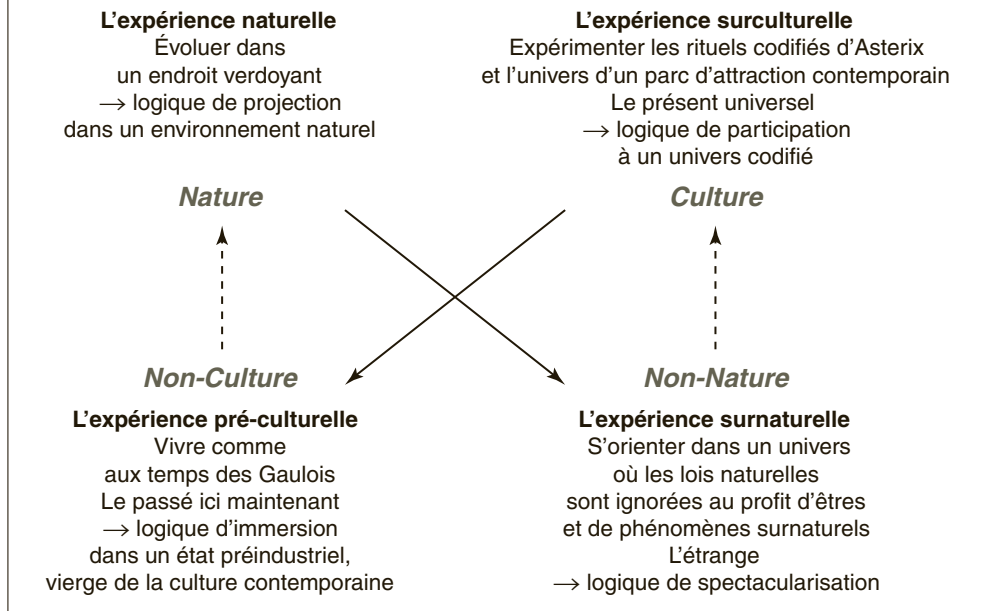 L'expérience naturelle
Évoluer dans
un endroit verdoyant
→ logique de projection
dans un environnement naturel
L'expérience surculturelle
Expérimenter les rituels codifiés d'Asterix
et l'univers d'un parc d'attraction contemporain
Le présent universel
→ logique de participation
à un univers codifié
Nature
Culture
Non-Culture
Non-Nature
L'expérience pré-culturelle
Vivre comme
aux temps des Gaulois
Le passé ici maintenant
→ logique d'immersion
dans un état préindustriel,
vierge de la culture contemporaine
L'expérience surnaturelle
S'orienter dans un univers
où les lois naturelles
sont ignorées au profit d'êtres
et de phénomènes surnaturels
L'étrange
→ logique de spectacularisation